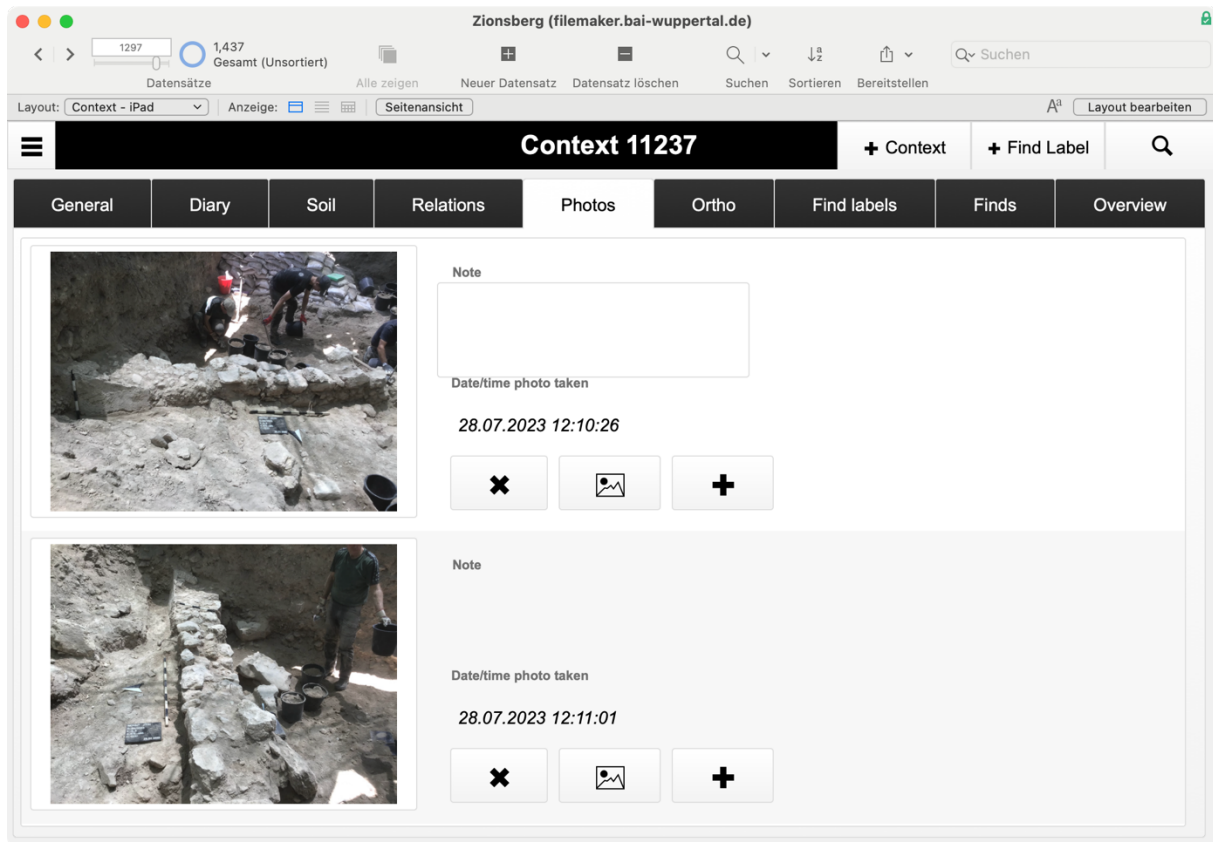 Zionsberg (filemaker.bai-wuppertal.de)
1297
1,437
Gesamt (Unsortiert)
Datensätze
Alle zeigen
Neuer Datensatz
Datensatz löschen
Suchen
Sortieren
Bereitstellen
Suchen
Layout: Context - iPad
Anzeige:
Seitenansicht
Aa
Layout bearbeiten
Context 11237
+ Context
+ Find Label
General
Diary
Soil
Relations
Photos
Ortho
Find labels
Finds
Overview
Note
Date/time photo taken
28.07.2023 12:10:26
Note
Date/time photo taken
28.07.2023 12:11:01